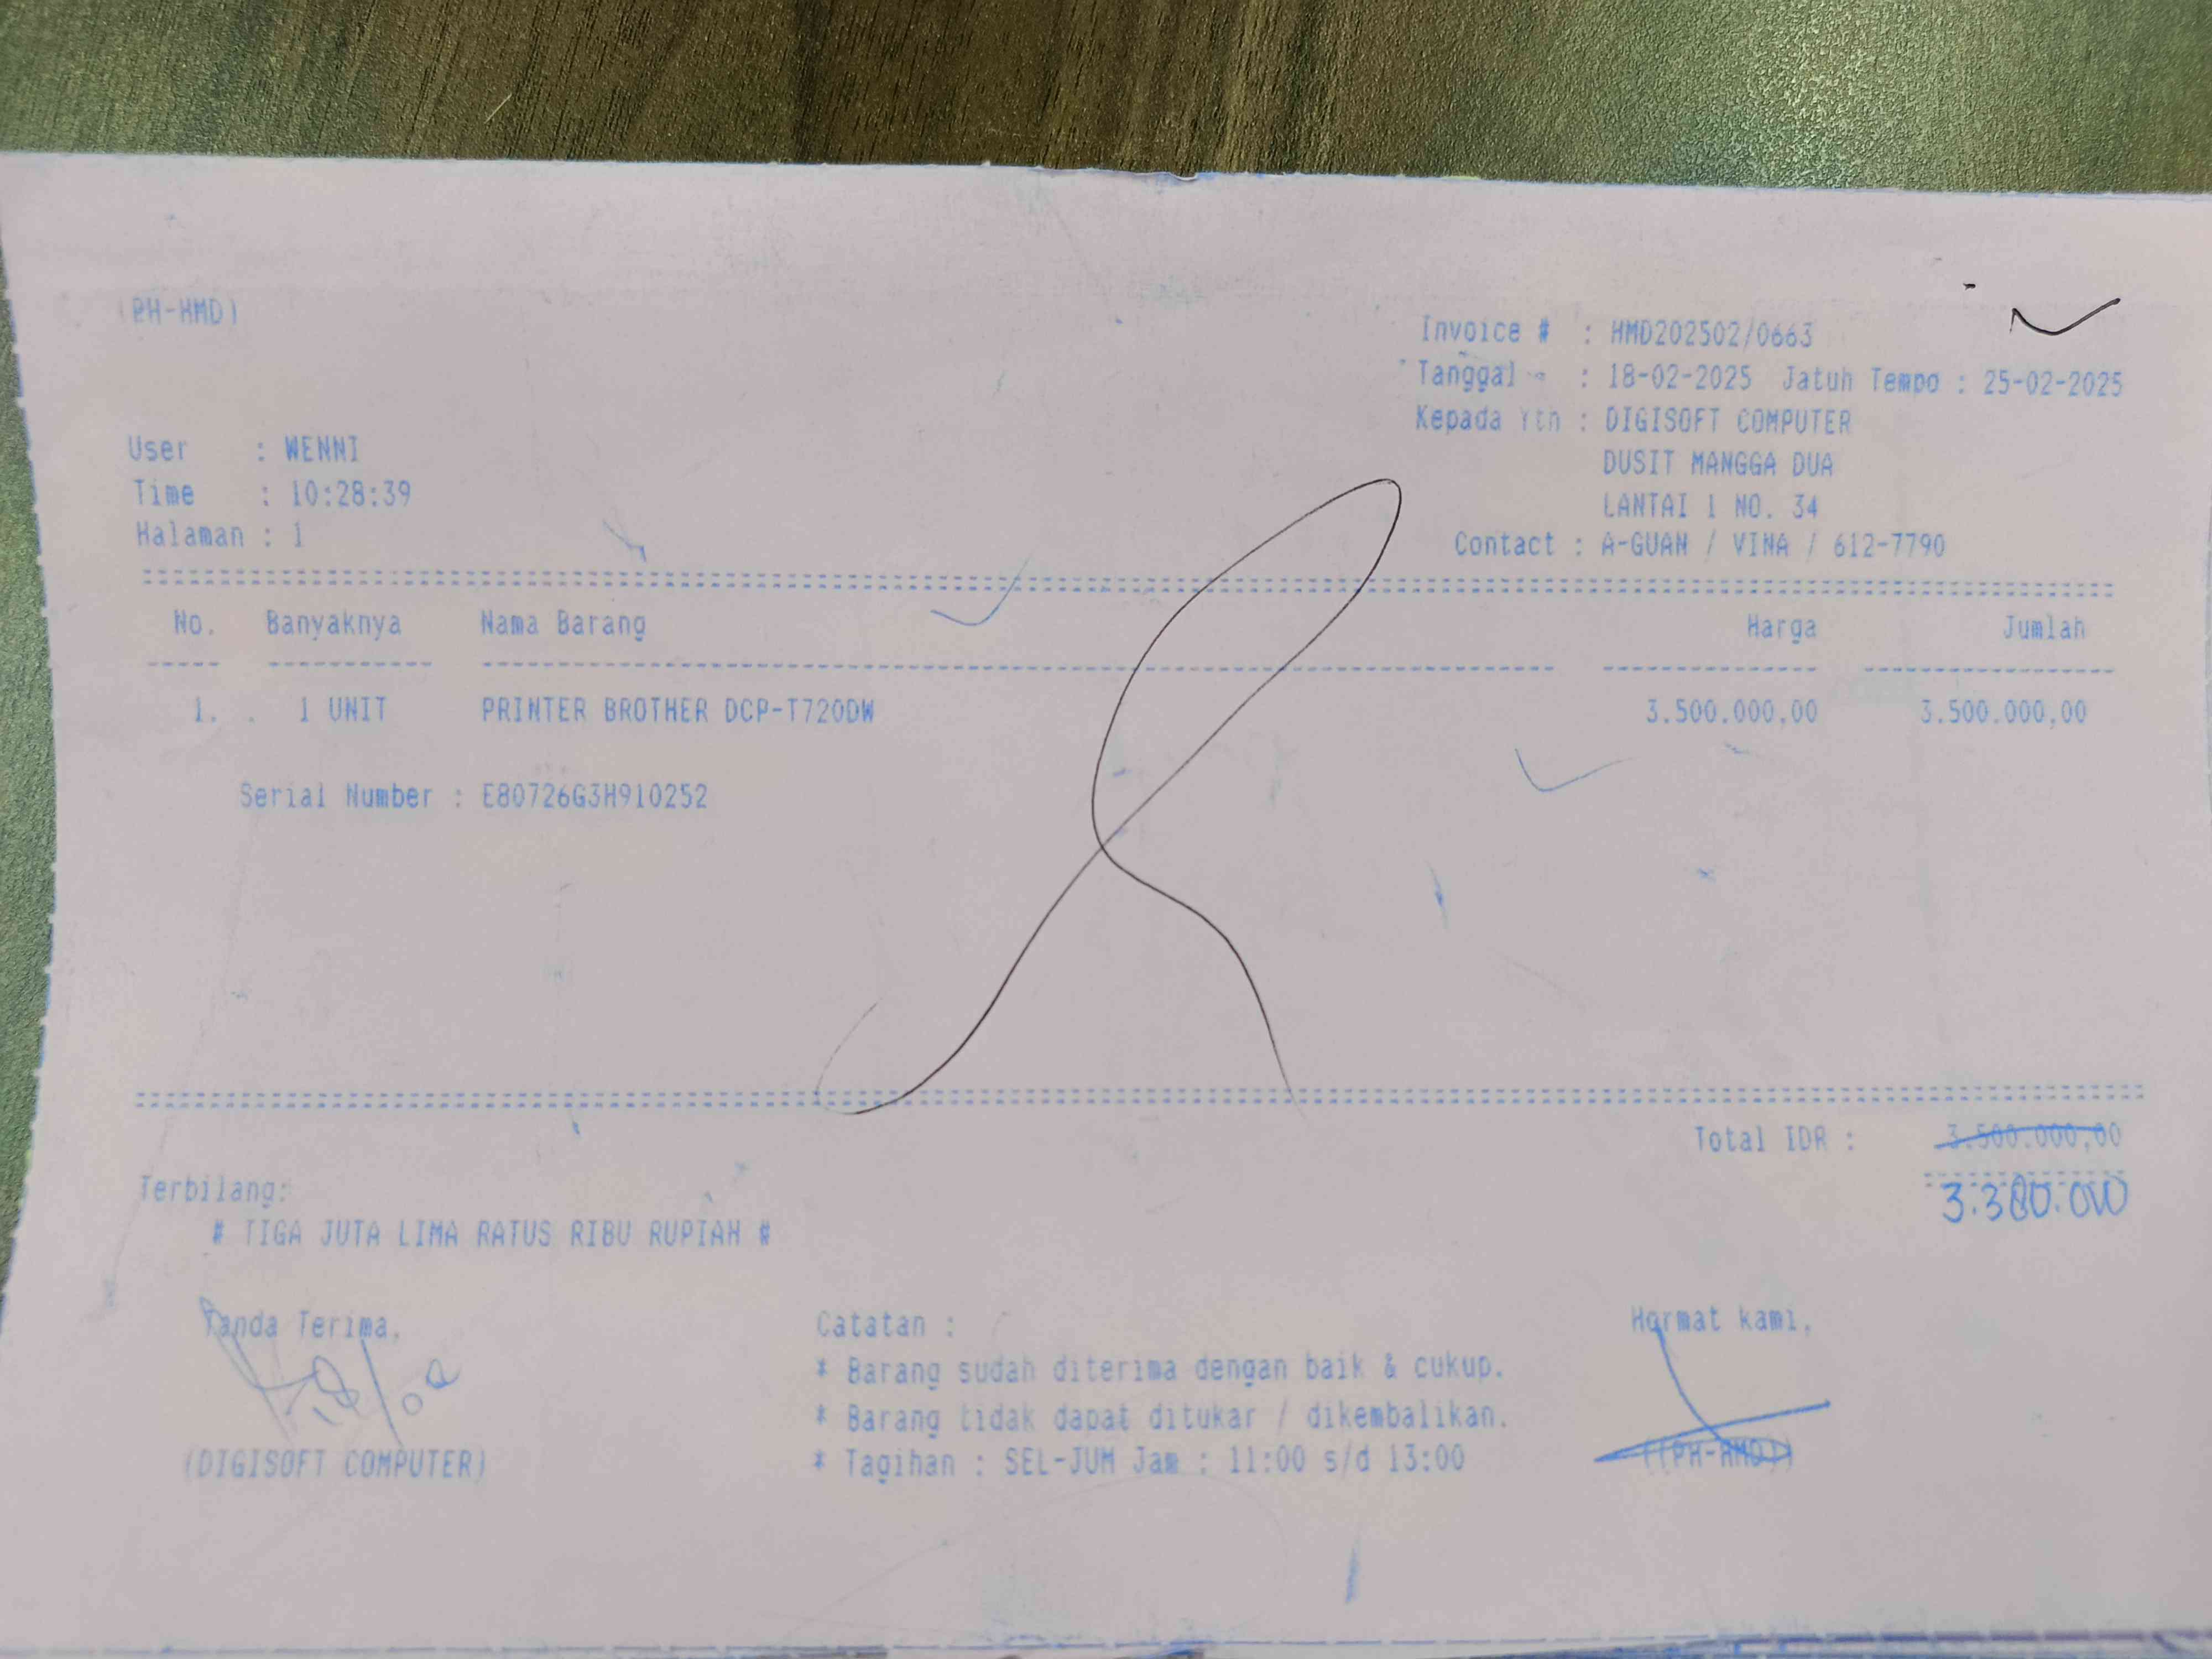 (PH-HMD)
Invoice # : HMD202502/0663
Tanggal : 18-02-2025 Jatuh Tempo : 25-02-2025
Kepada Yth : DIGISOFT COMPUTER
DUSIT MANGGA DUA
LANTAI 1 NO. 34
Contact : A-GUAN / VINA / 612-7790
User : WENNI
Time : 10:28:39
Halaman : 1
No. Banyaknya Nama Barang Harga Jumlah
1. 1 UNIT PRINTER BROTHER DCP-T720DW 3.500.000,00 3.500.000,00
Serial Number : E80726G3H910252
Total IDR : 3.500.000,00
Terbilang:
# TIGA JUTA LIMA RATUS RIBU RUPIAH #
Tanda Terima,
(DIGISOFT COMPUTER)
Catatan :
* Barang sudah diterima dengan baik & cukup.
* Barang tidak dapat ditukar / dikembalikan.
* Tagihan : SEL-JUM Jam : 11:00 s/d 13:00
Hormat kami,
((PH-HMD))